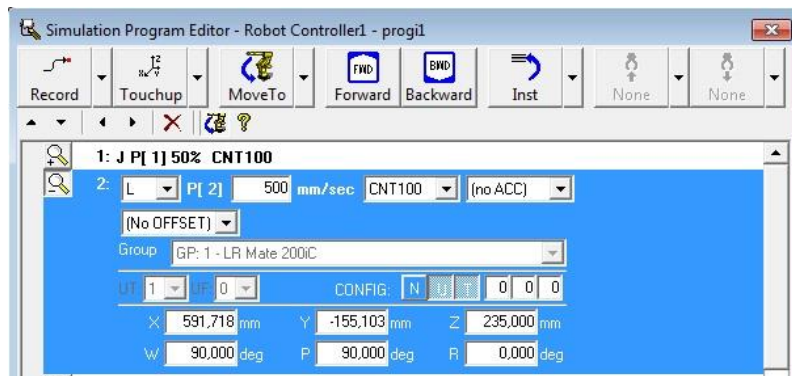 Simulation Program Editor - Robot Controller1 - progi1
Record Touchup MoveTo Forward Backward Inst None None
FWD BWD
1: J P[ 1] 50% CNT100
2: L P[ 2] 500 mm/sec CNT100 (no ACC)
(No OFFSET)
Group GP: 1 - LR Mate 200iC
UT: 1 UF: 0 CONFIG: N U T 0 0 0
X 591,718 mm Y -155,103 mm Z 235,000 mm
W 90,000 deg P 90,000 deg R 0,000 deg